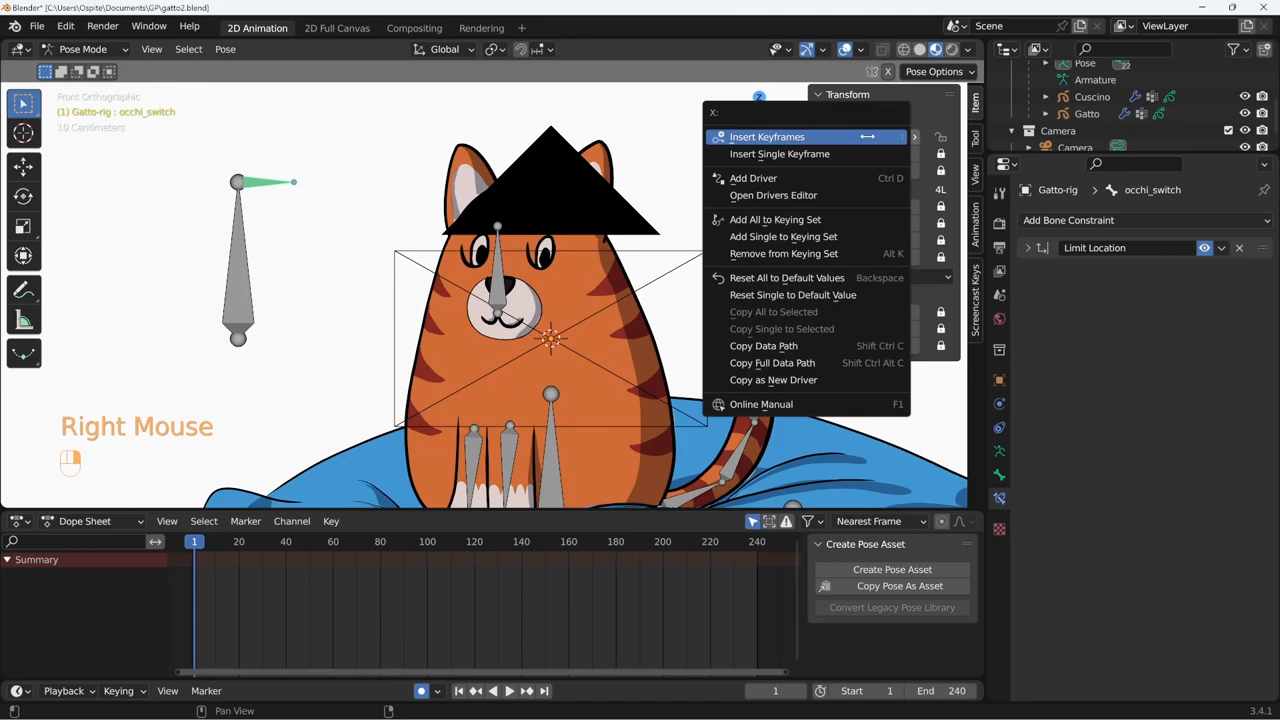 Blender* [C:\Users\Ospite\Documents\GP\gatto2.blend]
File Edit Render Window Help 2D Animation 2D Full Canvas Compositing Rendering + Scene ViewLayer
Pose Mode View Select Pose Global
X Pose Options
Pose 22
Armature
Cuscino
Gatto
Camera
Camera
Front Orthographic
(1) Gatto-rig : occhi_switch
10 Centimeters
Z
Transform
4L
Item
Tool
View
Animation
Screencast Keys
X:
Insert Keyframes I
Insert Single Keyframe
Add Driver Ctrl D
Open Drivers Editor
Add All to Keying Set
Add Single to Keying Set
Remove from Keying Set Alt K
Reset All to Default Values Backspace
Reset Single to Default Value
Copy All to Selected
Copy Single to Selected
Copy Data Path Shift Ctrl C
Copy Full Data Path Shift Ctrl Alt C
Copy as New Driver
Online Manual F1
Gatto-rig > occhi_switch
Add Bone Constraint
Limit Location
Right Mouse
Dope Sheet View Select Marker Channel Key Nearest Frame
1 20 40 60 80 100 120 140 160 180 200 220 240
Summary
Create Pose Asset
Create Pose Asset
Copy Pose As Asset
Convert Legacy Pose Library
Playback Keying View Marker 1 Start 1 End 240
Pan View 3.4.1